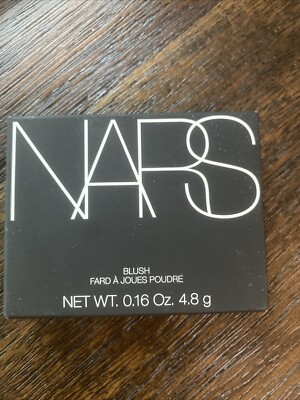 NARS
BLUSH
FARD À JOUES POUDRE
NET WT. 0.16 Oz. 4.8 g